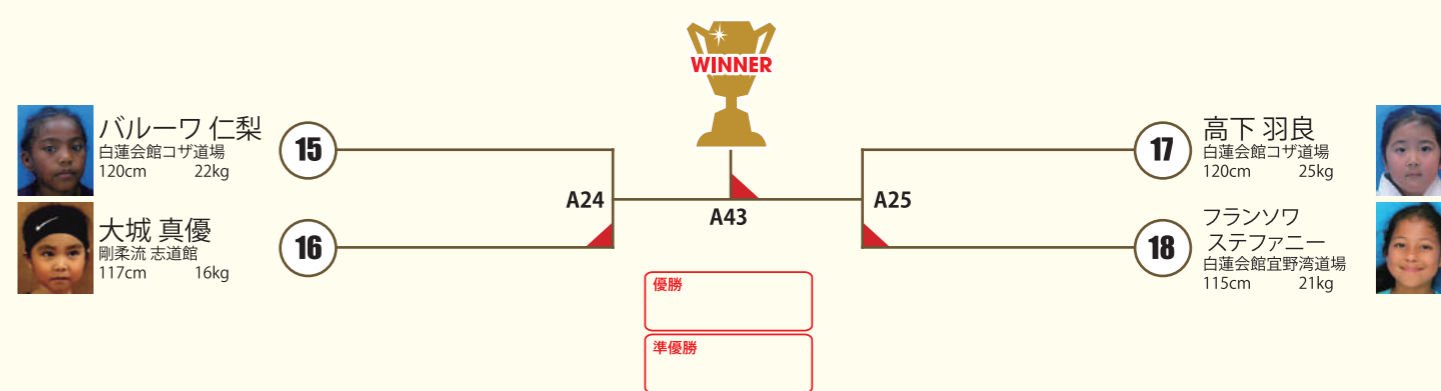 WINNER
バルーワ 仁梨
白蓮会館コザ道場
120cm 22kg
15
大城 真優
剛柔流 志道館
117cm 16kg
16
A24
A43
A25
17
高下 羽良
白蓮会館コザ道場
120cm 25kg
18
フランソワ
ステファニー
白蓮会館宜野湾道場
115cm 21kg
優勝
準優勝